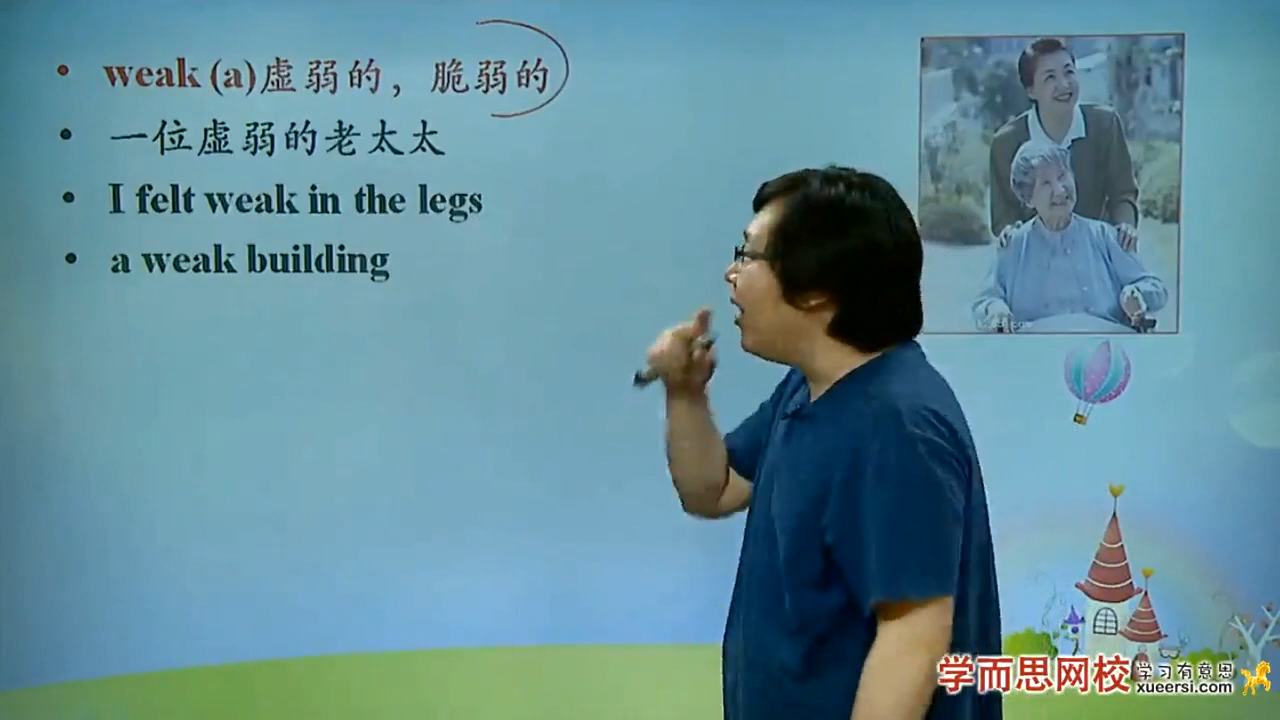 weak (a)虚弱的，脆弱的
一位虚弱的老太太
I felt weak in the legs
a weak building
学而思网校 学习有意思
xueersi.com